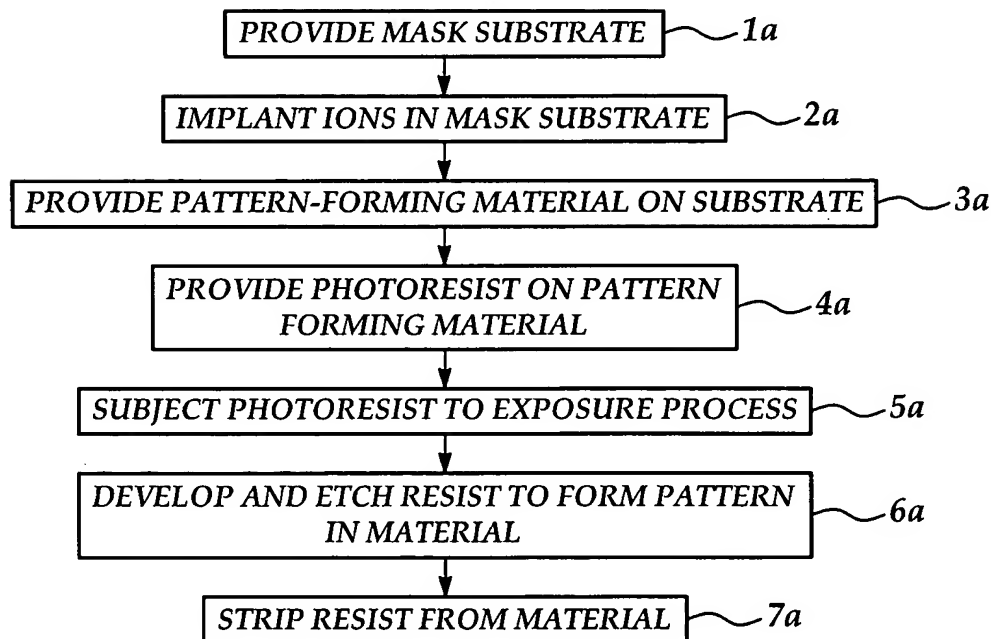 PROVIDE MASK SUBSTRATE 1a
IMPLANT IONS IN MASK SUBSTRATE 2a
PROVIDE PATTERN-FORMING MATERIAL ON SUBSTRATE 3a
PROVIDE PHOTORESIST ON PATTERN
FORMING MATERIAL 4a
SUBJECT PHOTORESIST TO EXPOSURE PROCESS 5a
DEVELOP AND ETCH RESIST TO FORM PATTERN
IN MATERIAL 6a
STRIP RESIST FROM MATERIAL 7a